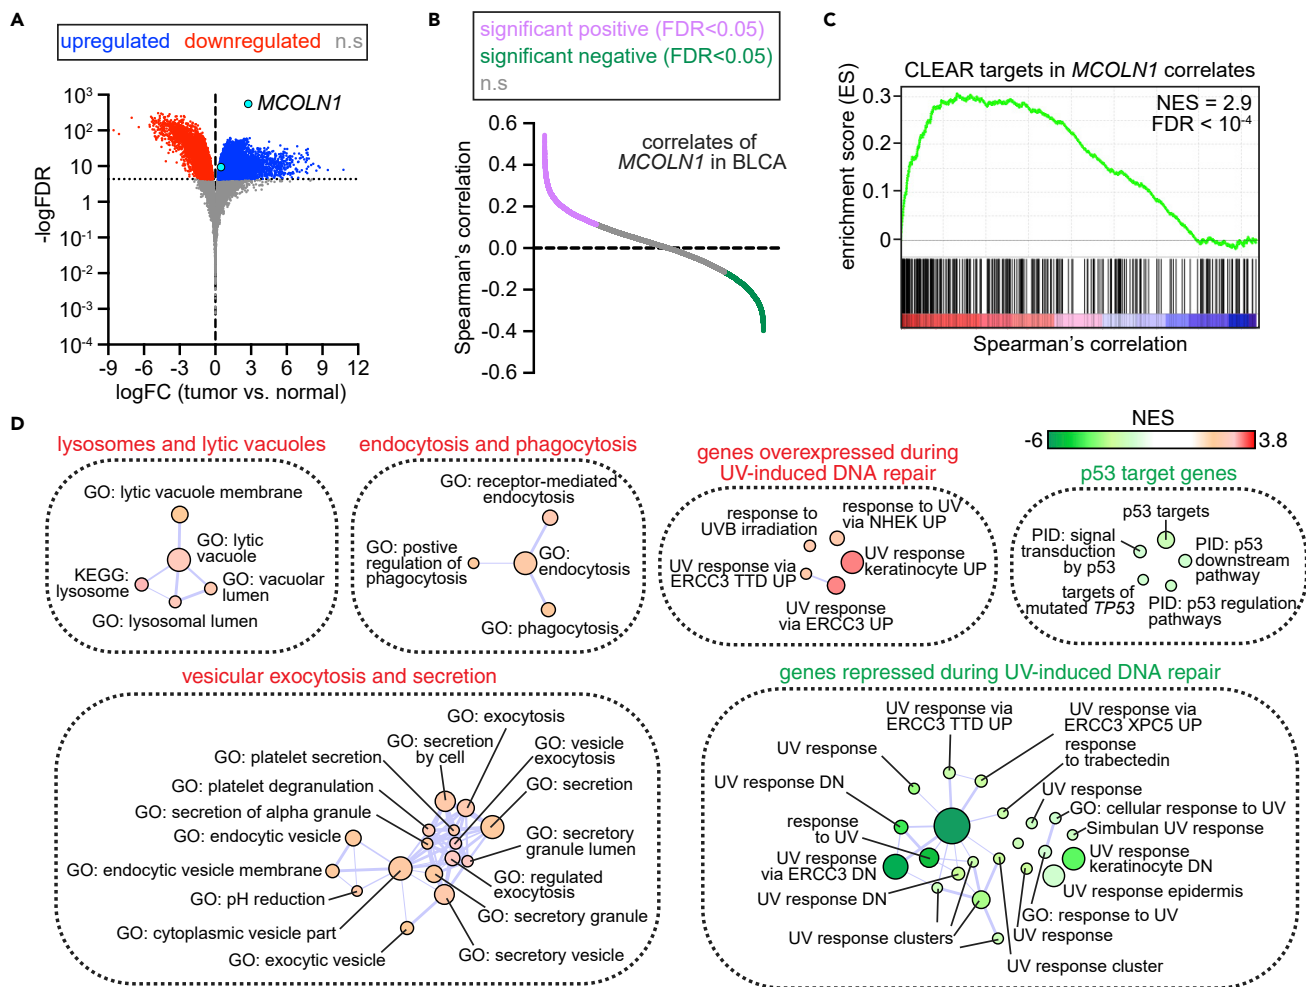 A
upregulated downregulated n.s
MCOLN1
10³
10²
10
1
10⁻¹
10⁻²
10⁻³
10⁻⁴
-logFDR
-9 -6 -3 0 3 6 9 12
logFC (tumor vs. normal)
B
significant positive (FDR<0.05)
significant negative (FDR<0.05)
n.s
correlates of
MCOLN1 in BLCA
0.6
0.4
0.2
0.0
-0.2
-0.4
-0.6
Spearman's correlation
C
CLEAR targets in MCOLN1 correlates
NES = 2.9
FDR < 10⁻⁴
0.3
0.2
0.1
0
enrichment score (ES)
Spearman's correlation
D
NES
-6 3.8
lysosomes and lytic vacuoles
GO: lytic vacuole membrane
GO: lytic
vacuole
KEGG:
lysosome
GO: vacuolar
lumen
GO: lysosomal lumen
endocytosis and phagocytosis
GO: receptor-mediated
endocytosis
GO: postive
regulation of
phagocytosis
GO:
endocytosis
GO: phagocytosis
genes overexpressed during
UV-induced DNA repair
response to
UVB irradiation
response to UV
via NHEK UP
UV response via
ERCC3 TTD UP
UV response
keratinocyte UP
UV response
via ERCC3 UP
p53 target genes
p53 targets
PID: signal
transduction
by p53
PID: p53
downstream
pathway
targets of
mutated TP53
PID: p53 regulation
pathways
vesicular exocytosis and secretion
GO: exocytosis
GO: secretion
by cell
GO: vesicle
exocytosis
GO: platelet secretion
GO: secretion
GO: platelet degranulation
GO: secretion of alpha granule
GO: endocytic vesicle
GO: secretory
granule lumen
GO: endocytic vesicle membrane
GO: regulated
exocytosis
GO: pH reduction
GO: secretory granule
GO: cytoplasmic vesicle part
GO: exocytic vesicle
GO: secretory vesicle
genes repressed during UV-induced DNA repair
UV response via
ERCC3 TTD UP
UV response via
ERCC3 XPC5 UP
UV response
response
to trabectedin
UV response DN
UV response
GO: cellular response to UV
response
to UV
Simbulan UV response
UV response
via ERCC3 DN
UV response
keratinocyte DN
UV response DN
UV response epidermis
GO: response to UV
UV response clusters
UV response
UV response cluster